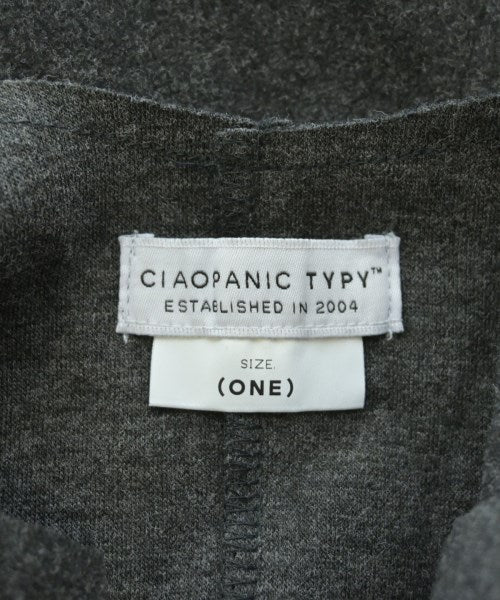 CIAOPANIC TYPY™
ESTABLISHED IN 2004
SIZE.
(ONE)